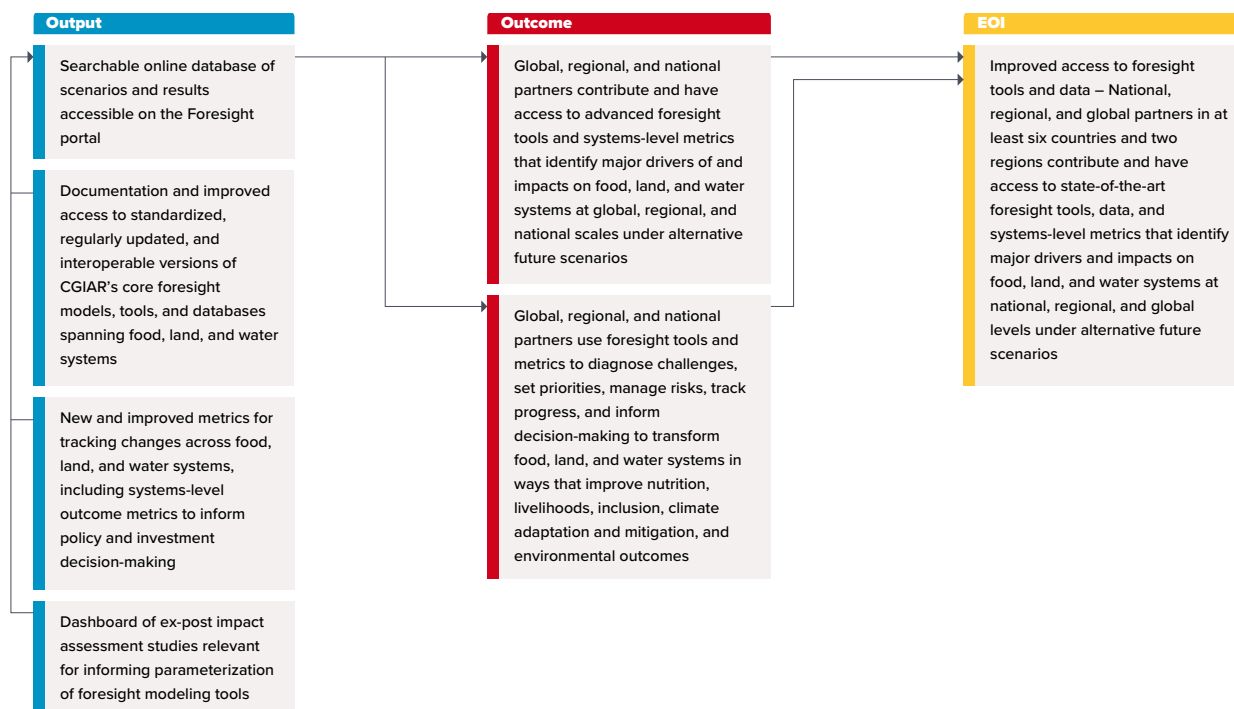 Output
Searchable online database of
scenarios and results
accessible on the Foresight
portal
Documentation and improved
access to standardized,
regularly updated, and
interoperable versions of
CGIAR's core foresight
models, tools, and databases
spanning food, land, and water
systems
New and improved metrics for
tracking changes across food,
land, and water systems,
including systems-level
outcome metrics to inform
policy and investment
decision-making
Dashboard of ex-post impact
assessment studies relevant
for informing parameterization
of foresight modeling tools
Outcome
Global, regional, and national
partners contribute and have
access to advanced foresight
tools and systems-level metrics
that identify major drivers of and
impacts on food, land, and water
systems at global, regional, and
national scales under alternative
future scenarios
Global, regional, and national
partners use foresight tools and
metrics to diagnose challenges,
set priorities, manage risks, track
progress, and inform
decision-making to transform
food, land, and water systems in
ways that improve nutrition,
livelihoods, inclusion, climate
adaptation and mitigation, and
environmental outcomes
EOI
Improved access to foresight
tools and data – National,
regional, and global partners in at
least six countries and two
regions contribute and have
access to state-of-the-art
foresight tools, data, and
systems-level metrics that identify
major drivers and impacts on
food, land, and water systems at
national, regional, and global
levels under alternative future
scenarios